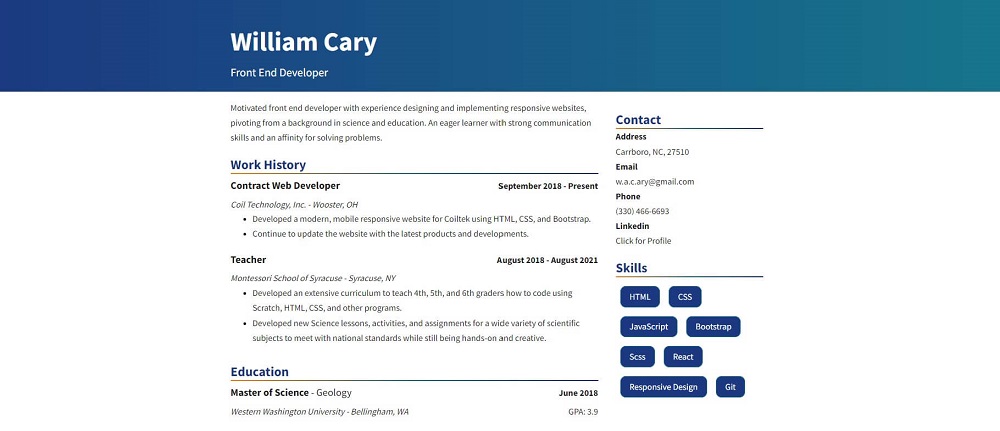 William Cary
Front End Developer
Motivated front end developer with experience designing and implementing responsive websites,
pivoting from a background in science and education. An eager learner with strong communication
skills and an affinity for solving problems.
Work History
Contract Web Developer September 2018 - Present
Coil Technology, Inc. - Wooster, OH
• Developed a modern, mobile responsive website for Coiltek using HTML, CSS, and Bootstrap.
• Continue to update the website with the latest products and developments.
Teacher August 2018 - August 2021
Montessori School of Syracuse - Syracuse, NY
• Developed an extensive curriculum to teach 4th, 5th, and 6th graders how to code using
Scratch, HTML, CSS, and other programs.
• Developed new Science lessons, activities, and assignments for a wide variety of scientific
subjects to meet with national standards while still being hands-on and creative.
Education
Master of Science - Geology June 2018
Western Washington University - Bellingham, WA GPA: 3.9
Contact
Address
Carrboro, NC, 27510
Email
w.a.c.ary@gmail.com
Phone
(330) 466-6693
Linkedin
Click for Profile
Skills
HTML CSS
JavaScript Bootstrap
Scss React
Responsive Design Git